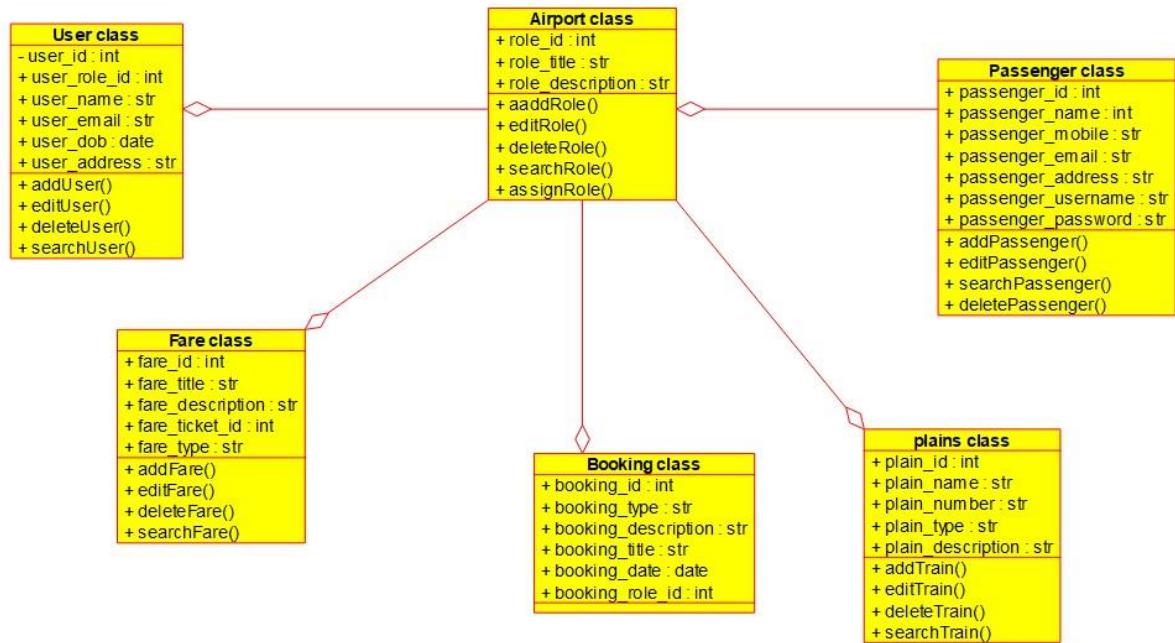 User class
- user_id : int
+ user_role_id : int
+ user_name : str
+ user_email : str
+ user_dob : date
+ user_address : str
+ addUser()
+ editUser()
+ deleteUser()
+ searchUser()
Airport class
+ role_id : int
+ role_title : str
+ role_description : str
+ aaddRole()
+ editRole()
+ deleteRole()
+ searchRole()
+ assignRole()
Passenger class
+ passenger_id : int
+ passenger_name : int
+ passenger_mobile : str
+ passenger_email : str
+ passenger_address : str
+ passenger_username : str
+ passenger_password : str
+ addPassenger()
+ editPassenger()
+ searchPassenger()
+ deletePassenger()
Fare class
+ fare_id : int
+ fare_title : str
+ fare_description : str
+ fare_ticket_id : int
+ fare_type : str
+ addFare()
+ editFare()
+ deleteFare()
+ searchFare()
Booking class
+ booking_id : int
+ booking_type : str
+ booking_description : str
+ booking_title : str
+ booking_date : date
+ booking_role_id : int
plains class
+ plain_id : int
+ plain_name : str
+ plain_number : str
+ plain_type : str
+ plain_description : str
+ addTrain()
+ editTrain()
+ deleteTrain()
+ searchTrain()